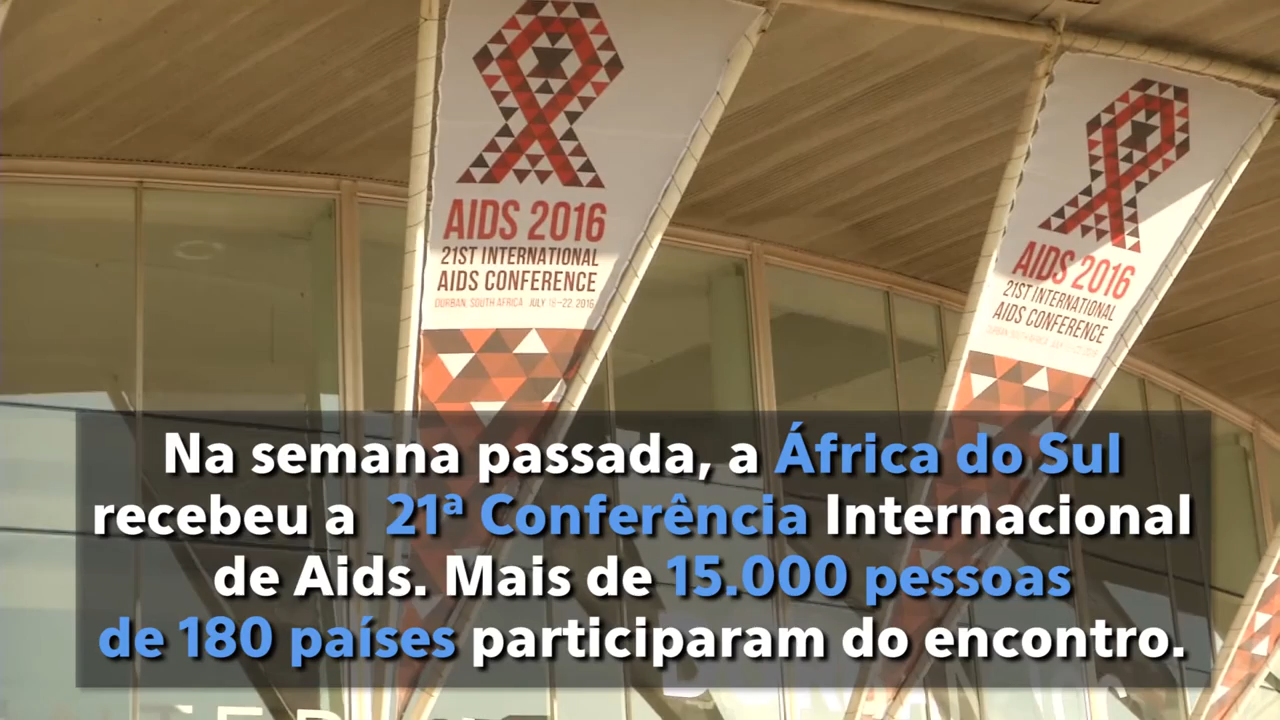 AIDS 2016
21ST INTERNATIONAL
AIDS CONFERENCE
DURBAN, SOUTH AFRICA JULY 18-22, 2016
AIDS 2016
21ST INTERNATIONAL
AIDS CONFERENCE
Na semana passada, a África do Sul
recebeu a 21ª Conferência Internacional
de Aids. Mais de 15.000 pessoas
de 180 países participaram do encontro.